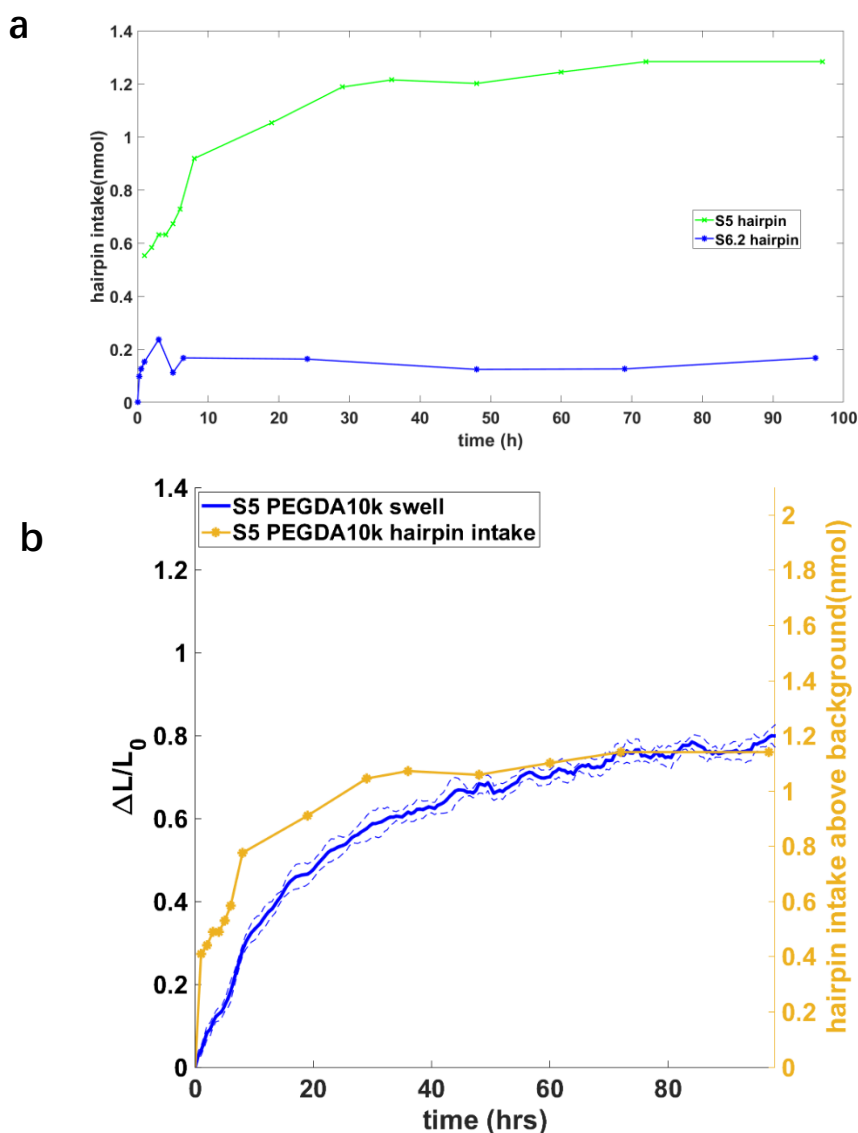 a
1.4
1.2
1
0.8
0.6
0.4
0.2
0
hairpin intake(nmol)
S5 hairpin
S6.2 hairpin
0 10 20 30 40 50 60 70 80 90 100
time (h)
b
S5 PEGDA10k swell
S5 PEGDA10k hairpin intake
1.4
1.2
1
0.8
0.6
0.4
0.2
0
ΔL/L0
2
1.8
1.6
1.4
1.2
1
0.8
0.6
0.4
0.2
0
hairpin intake above background(nmol)
0 20 40 60 80
time (hrs)